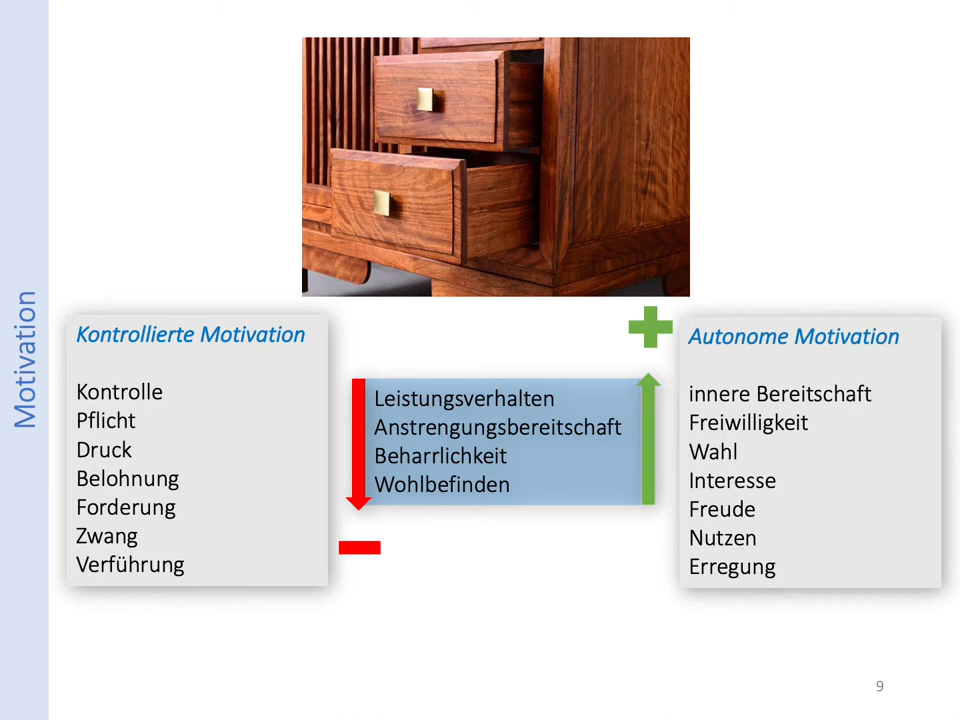 Motivation
Kontrollierte Motivation
Kontrolle
Pflicht
Druck
Belohnung
Forderung
Zwang
Verführung
Leistungsverhalten
Anstrengungsbereitschaft
Beharrlichkeit
Wohlbefinden
Autonome Motivation
innere Bereitschaft
Freiwilligkeit
Wahl
Interesse
Freude
Nutzen
Erregung
9